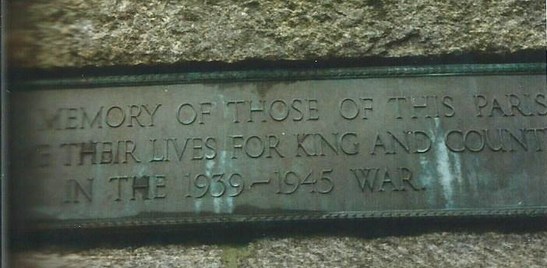 MEMORY OF THOSE OF THIS PARIS
E THEIR LIVES FOR KING AND COUNT
IN THE 1939-1945 WAR.